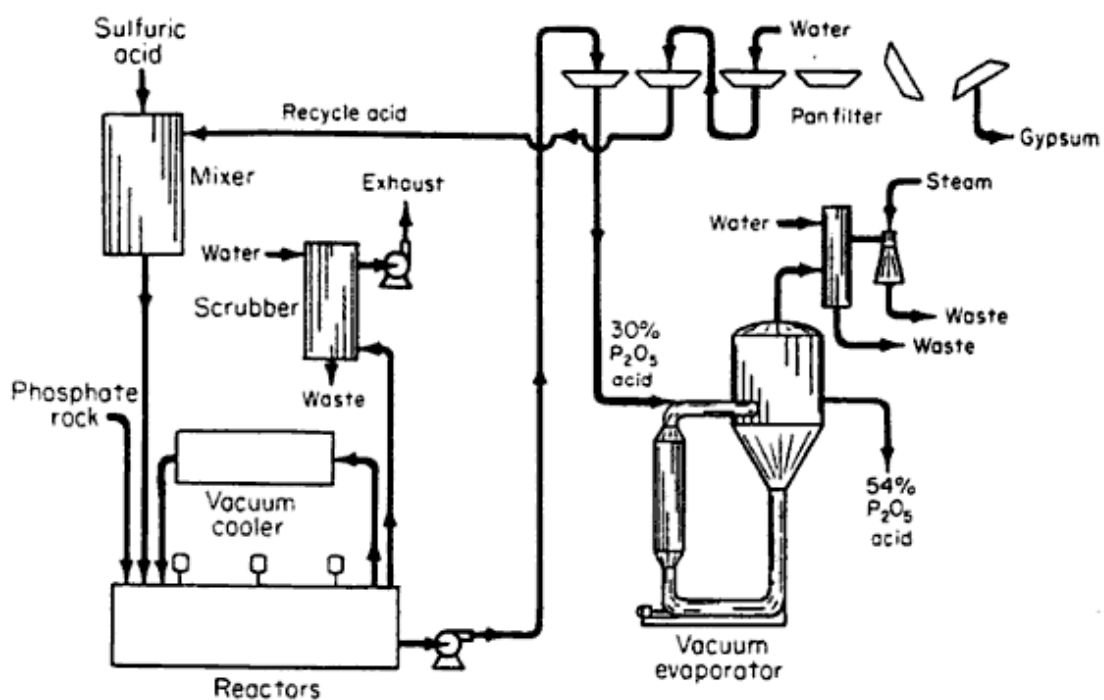 Sulfuric
acid
Water
Recycle acid
Pan filter
Gypsum
Mixer
Exhaust
Steam
Water
Water
Scrubber
Waste
Waste
30%
P₂O₅
acid
Phosphate
rock
Waste
Vacuum
cooler
54%
P₂O₅
acid
Vacuum
evaporator
Reactors